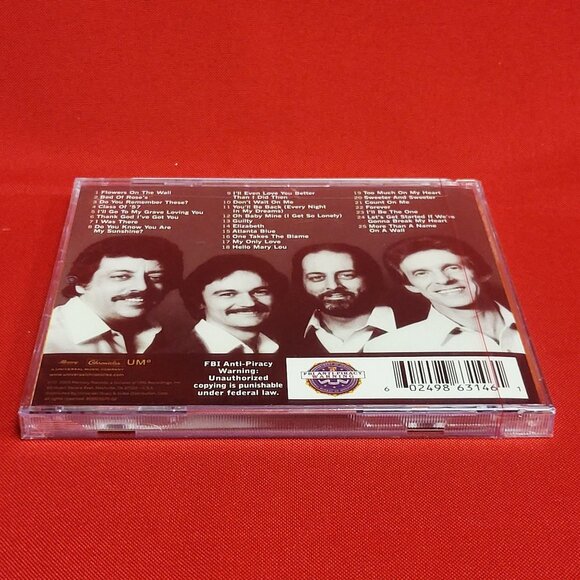 1 Flowers On The Wall
2 Bed Of Rose's
3 Do You Remember These?
4 Class Of '57
5 I'll Go To My Grave Loving You
6 Thank God I've Got You
7 I Was There
8 Do You Know You Are
My Sunshine?
9 I'll Even Love You Better
Than I Did Then
10 Don't Wait On Me
11 You'll Be Back (Every Night
In My Dreams)
12 Oh Baby Mine (I Get So Lonely)
13 Guilty
14 Elizabeth
15 Atlanta Blue
16 One Takes The Blame
17 My Only Love
18 Hello Mary Lou
19 Too Much On My Heart
20 Sweeter And Sweeter
21 Count On Me
22 Forever
23 I'll Be The One
24 Let's Get Started If We're
Gonna Break My Heart
25 More Than A Name
On A Wall
Mercury Chronicles UMe
A UNIVERSAL MUSIC COMPANY
FBI Anti-Piracy
Warning:
Unauthorized
copying is punishable
under federal law.
6 02498 63146 1